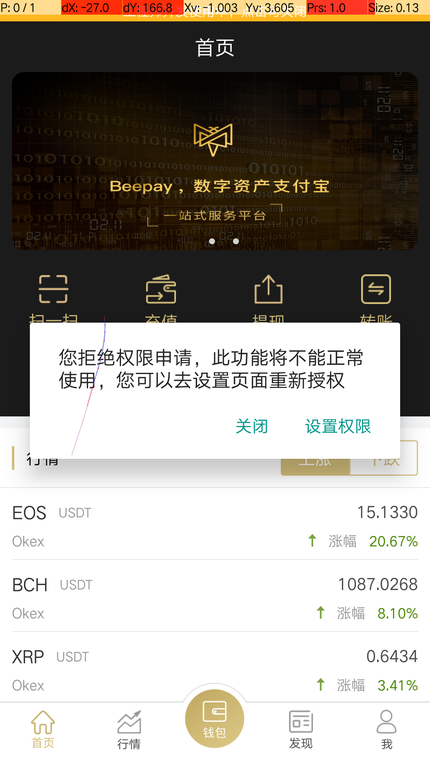 P: 0 / 1 dX: -27.0 dY: 166.8 Xv: -1.003 Yv: 3.605 Prs: 1.0 Size: 0.13
首页
Beepay，数字资产支付宝
一站式服务平台
扫一扫 充值 提现 转账
您拒绝权限申请，此功能将不能正常
使用，您可以去设置页面重新授权
关闭 设置权限
行情 上涨 下跌
EOS USDT 15.1330
Okex ↑ 涨幅 20.67%
BCH USDT 1087.0268
Okex ↑ 涨幅 8.10%
XRP USDT 0.6434
Okex ↑ 涨幅 3.41%
首页 行情 钱包 发现 我